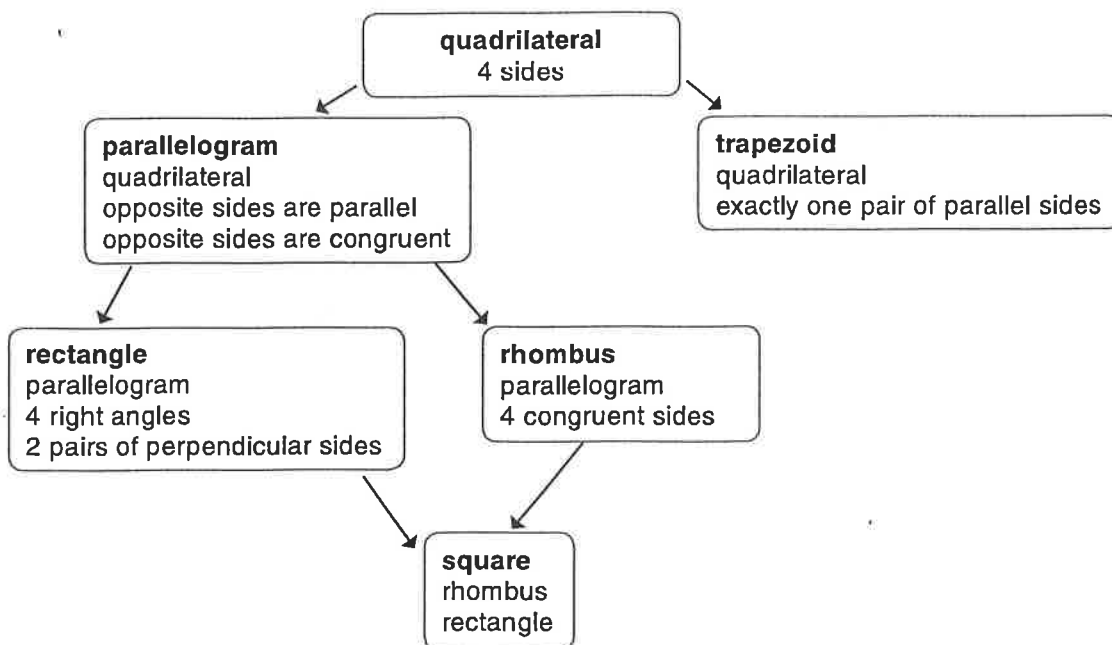 quadrilateral
4 sides
parallelogram
quadrilateral
opposite sides are parallel
opposite sides are congruent
trapezoid
quadrilateral
exactly one pair of parallel sides
rectangle
parallelogram
4 right angles
2 pairs of perpendicular sides
rhombus
parallelogram
4 congruent sides
square
rhombus
rectangle